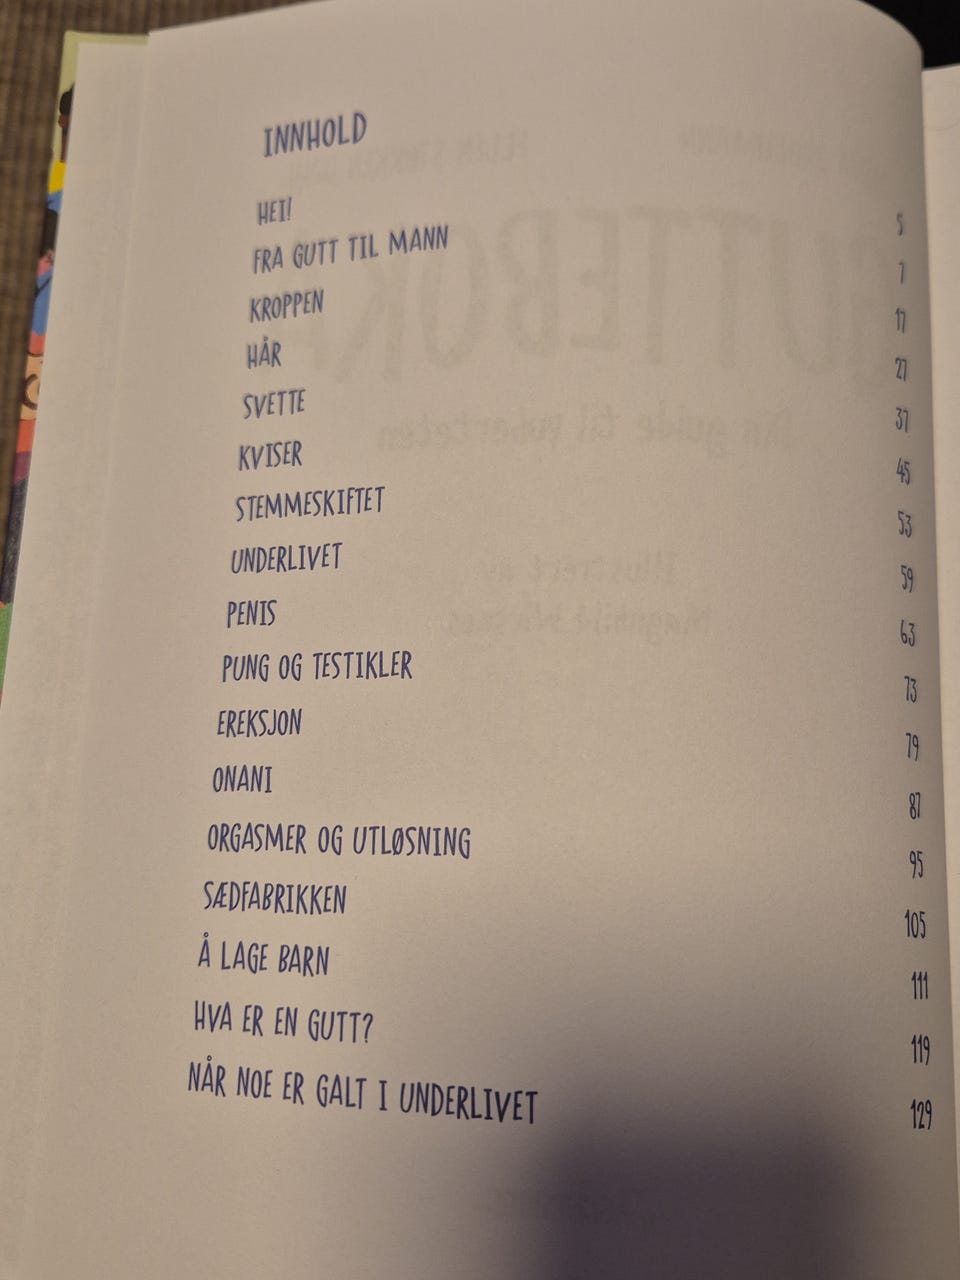 INNHOLD
HEI! 5
FRA GUTT TIL MANN 7
KROPPEN 17
HÅR 27
SVETTE 37
KVISER 45
STEMMESKIFTET 53
UNDERLIVET 59
PENIS 63
PUNG OG TESTIKLER 73
EREKSJON 79
ONANI 87
ORGASMER OG UTLØSNING 95
SÆDFABRIKKEN 105
Å LAGE BARN 111
HVA ER EN GUTT? 119
NÅR NOE ER GALT I UNDERLIVET 129